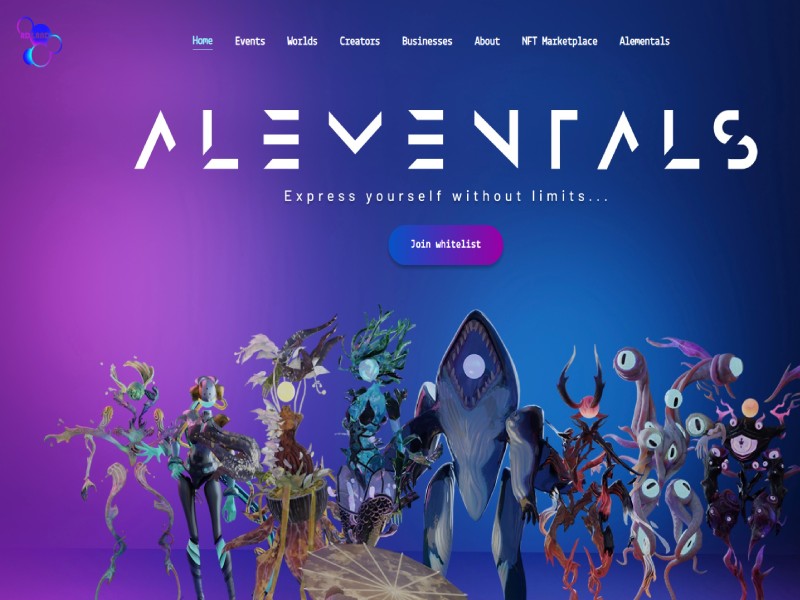 Home Events Worlds Creators Businesses About NFT Marketplace Alementals
ALEMENTALS
Express yourself without limits...
Join whitelist